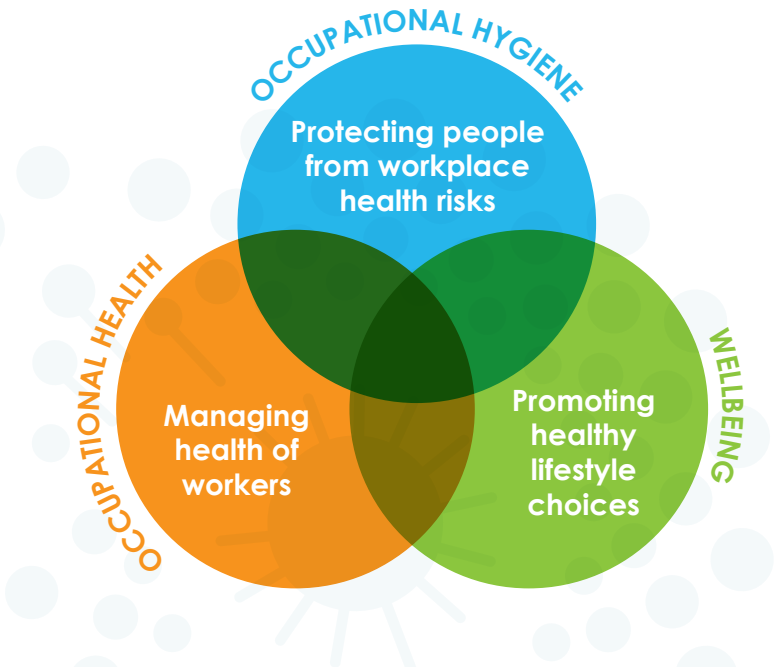 OCCUPATIONAL HYGIENE
Protecting people
from workplace
health risks
OCCUPATIONAL HEALTH
Managing
health of
workers
Promoting
healthy
lifestyle
choices
WELLBEING